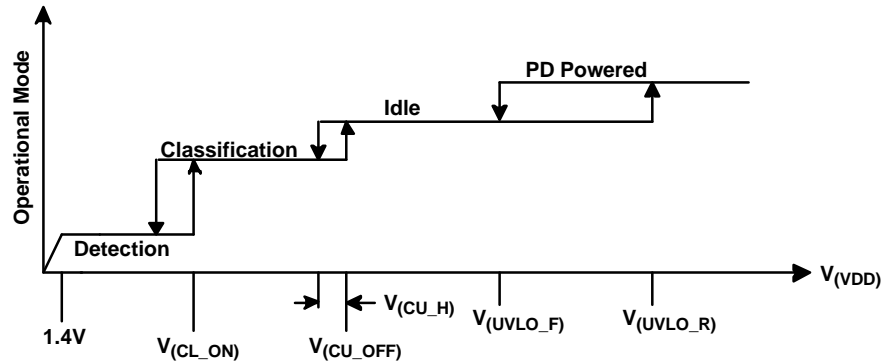 Operational Mode
PD Powered
Idle
Classification
Detection
V(VDD)
1.4V
V(CL_ON)
V(CU_H)
V(CU_OFF)
V(UVLO_F)
V(UVLO_R)